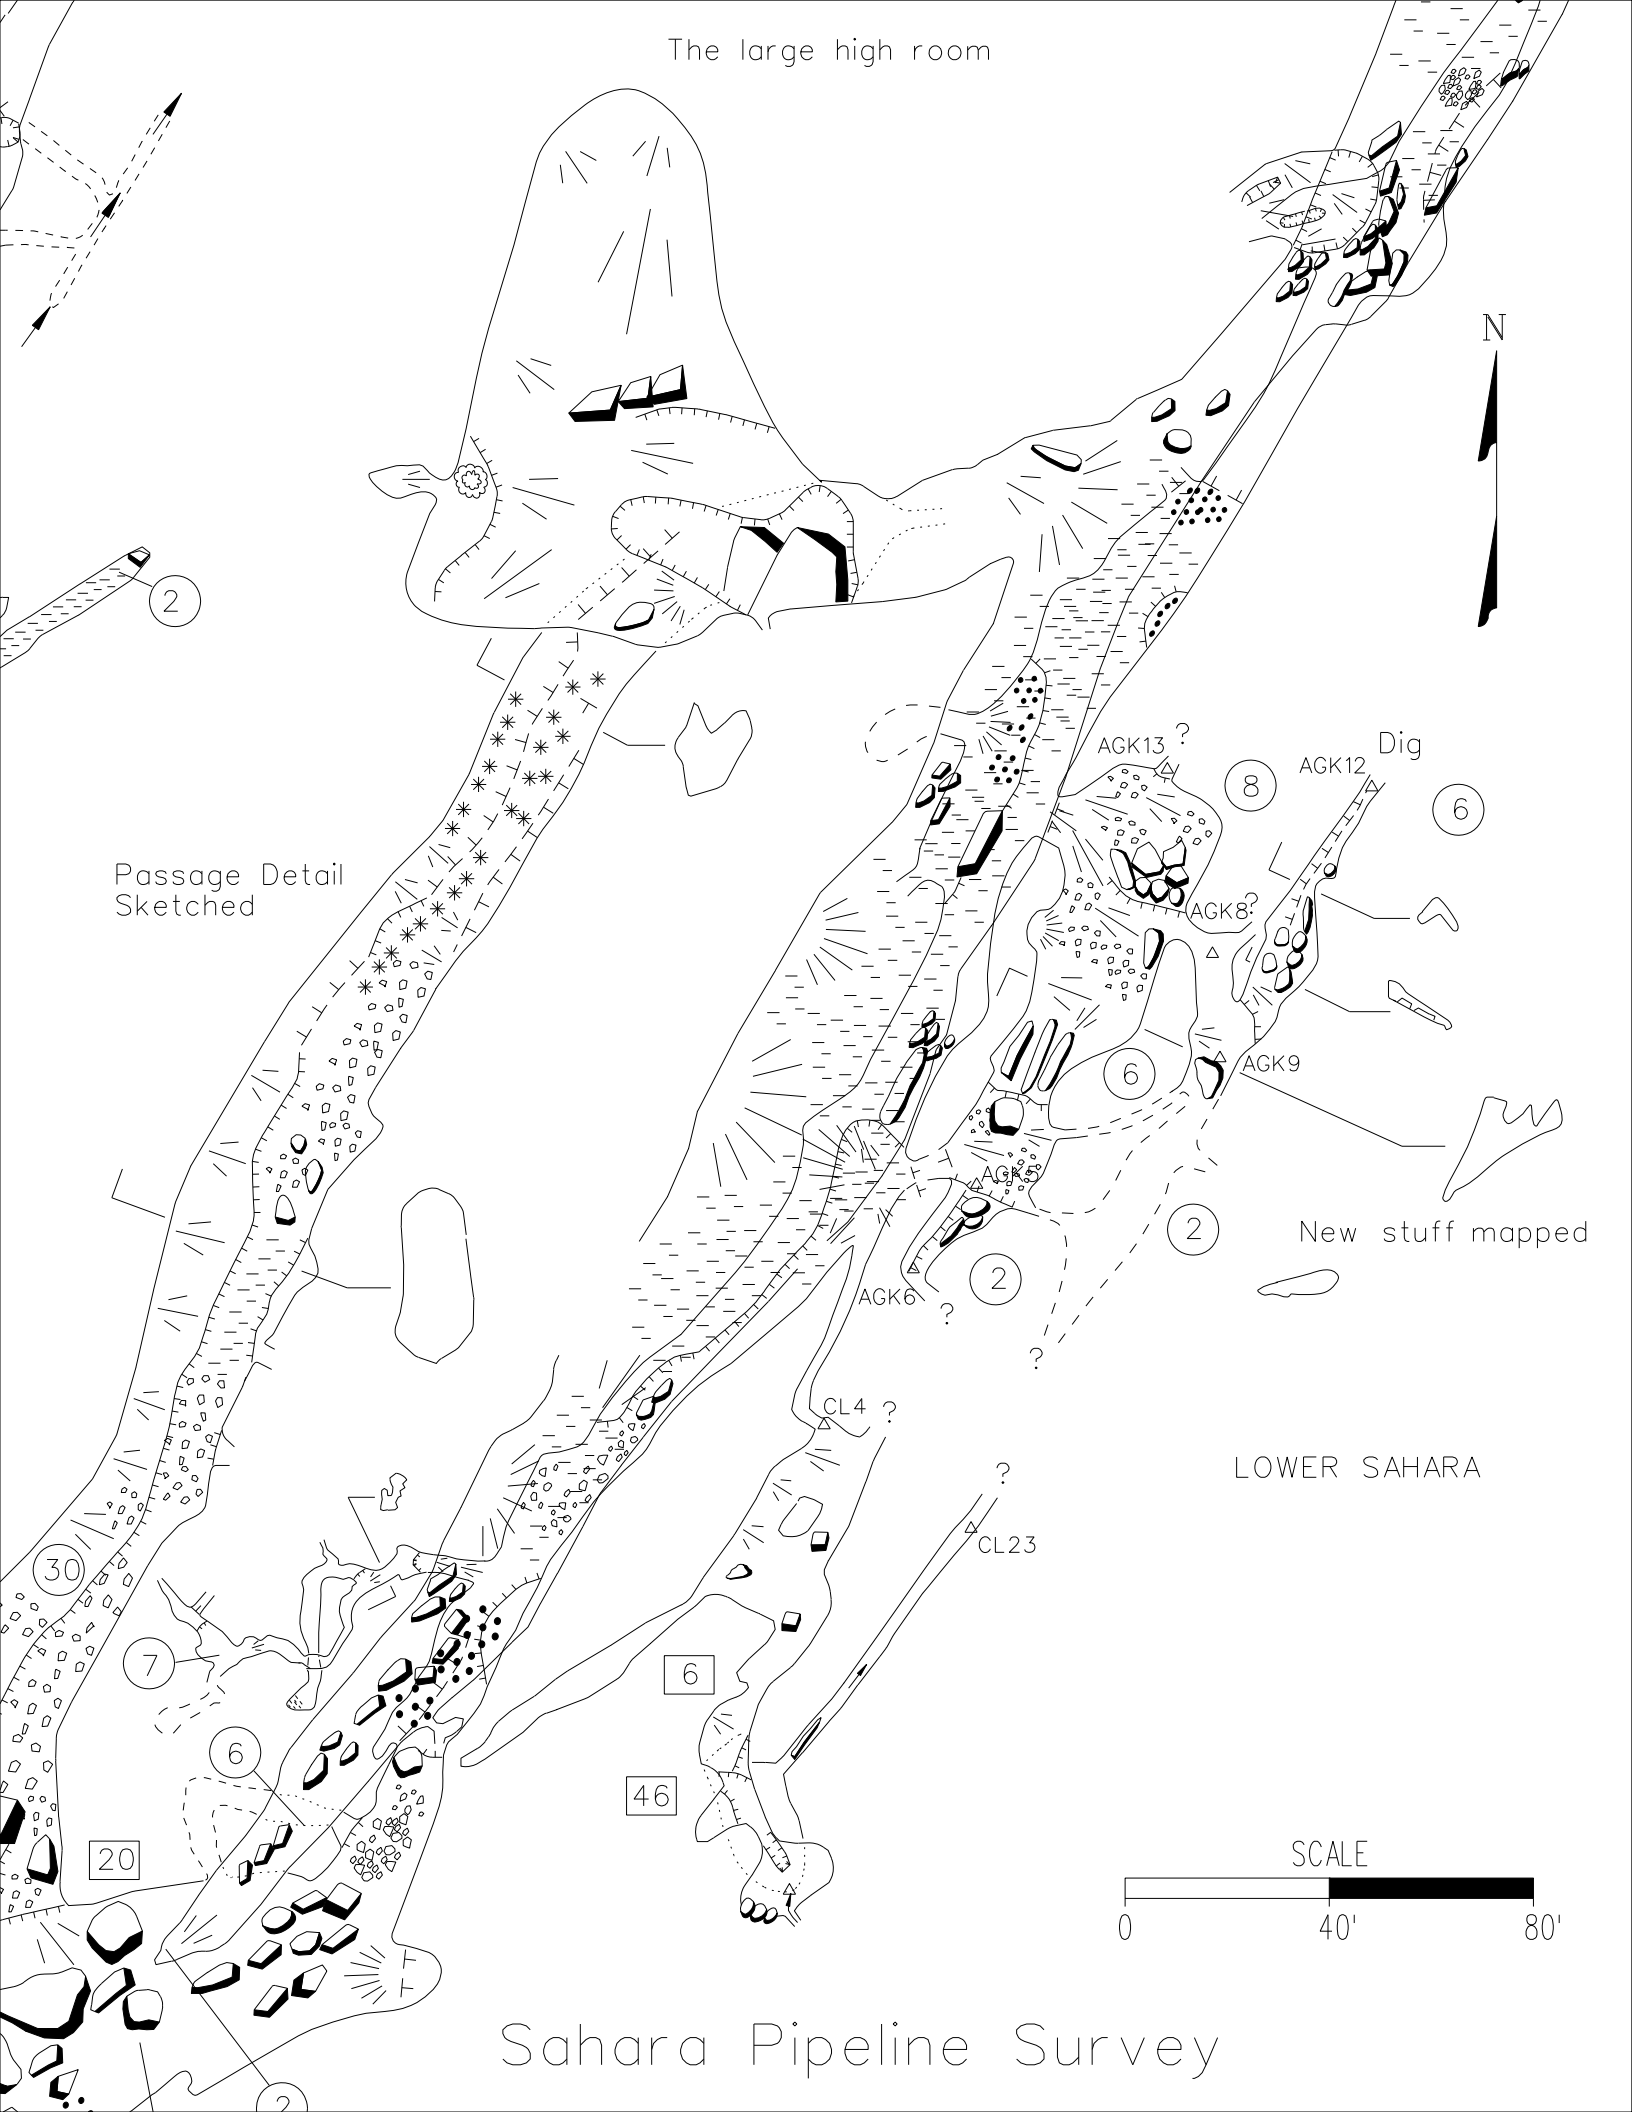 The large high room
N
2
AGK13
?
Dig
AGK12
8
6
Passage Detail
Sketched
AGK8
?
6
AGK9
AGK5
2
New stuff mapped
2
AGK6
?
?
CL4
?
LOWER SAHARA
?
CL23
30
7
6
6
46
20
SCALE
0
40'
80'
Sahara Pipeline Survey
2